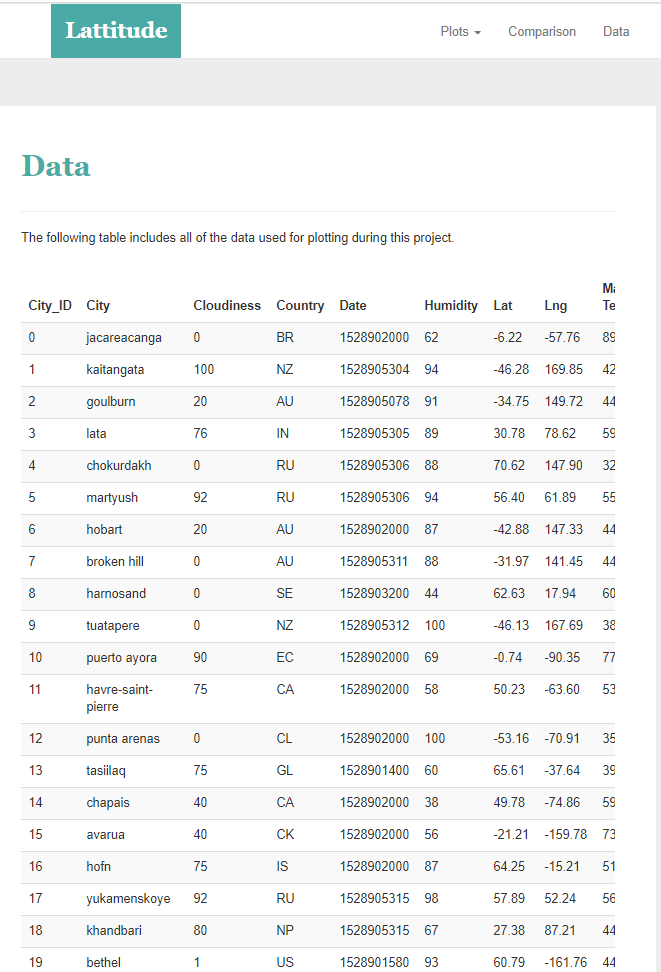 Lattitude Plots Comparison Data
Data
The following table includes all of the data used for plotting during this project.
Ma
City_ID City Cloudiness Country Date Humidity Lat Lng Te
0 jacareacanga 0 BR 1528902000 62 -6.22 -57.76 89
1 kaitangata 100 NZ 1528905304 94 -46.28 169.85 42
2 goulburn 20 AU 1528905078 91 -34.75 149.72 44
3 lata 76 IN 1528905305 89 30.78 78.62 59
4 chokurdakh 0 RU 1528905306 88 70.62 147.90 32
5 martyush 92 RU 1528905306 94 56.40 61.89 55
6 hobart 20 AU 1528902000 87 -42.88 147.33 44
7 broken hill 0 AU 1528905311 88 -31.97 141.45 44
8 harnosand 0 SE 1528903200 44 62.63 17.94 60
9 tuatapere 0 NZ 1528905312 100 -46.13 167.69 38
10 puerto ayora 90 EC 1528902000 69 -0.74 -90.35 77
11 havre-saint- 75 CA 1528902000 58 50.23 -63.60 53
pierre
12 punta arenas 0 CL 1528902000 100 -53.16 -70.91 35
13 tasiilaq 75 GL 1528901400 60 65.61 -37.64 39
14 chapais 40 CA 1528902000 38 49.78 -74.86 59
15 avarua 40 CK 1528902000 56 -21.21 -159.78 73
16 hofn 75 IS 1528902000 87 64.25 -15.21 51
17 yukamenskoye 92 RU 1528905315 98 57.89 52.24 56
18 khandbari 80 NP 1528905315 67 27.38 87.21 44
19 bethel 1 US 1528901580 93 60.79 -161.76 44